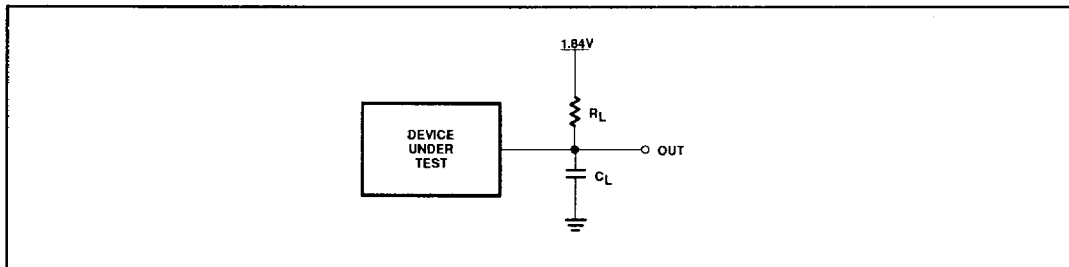 1.84V
RL
DEVICE
UNDER
TEST
OUT
CL